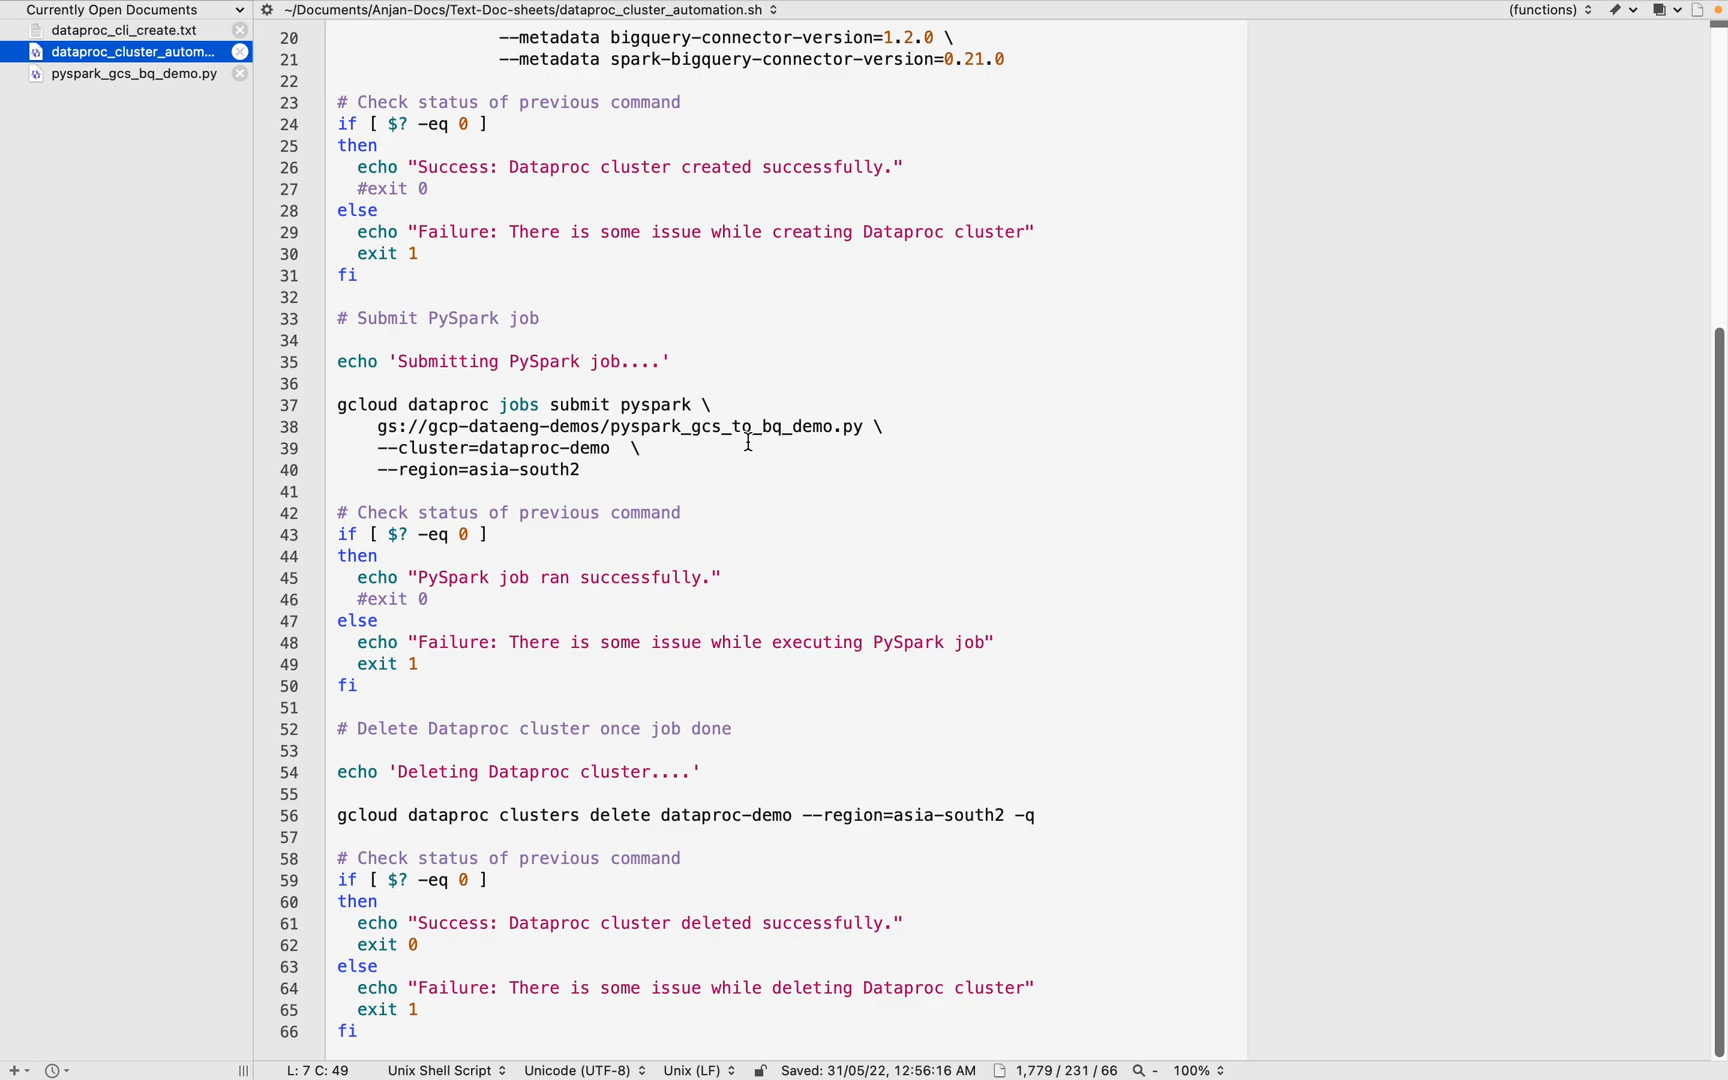 Currently Open Documents
~/Documents/Anjan-Docs/Text-Doc-sheets/dataproc_cluster_automation.sh
(functions)
dataproc_cli_create.txt
dataproc_cluster_autom...
pyspark_gcs_bq_demo.py
20 --metadata bigquery-connector-version=1.2.0 \
21 --metadata spark-bigquery-connector-version=0.21.0
22
23 # Check status of previous command
24 if [ $? -eq 0 ]
25 then
26 echo "Success: Dataproc cluster created successfully."
27 #exit 0
28 else
29 echo "Failure: There is some issue while creating Dataproc cluster"
30 exit 1
31 fi
32
33 # Submit PySpark job
34
35 echo 'Submitting PySpark job....'
36
37 gcloud dataproc jobs submit pyspark \
38 gs://gcp-dataeng-demos/pyspark_gcs_to_bq_demo.py \
39 --cluster=dataproc-demo \
40 --region=asia-south2
41
42 # Check status of previous command
43 if [ $? -eq 0 ]
44 then
45 echo "PySpark job ran successfully."
46 #exit 0
47 else
48 echo "Failure: There is some issue while executing PySpark job"
49 exit 1
50 fi
51
52 # Delete Dataproc cluster once job done
53
54 echo 'Deleting Dataproc cluster....'
55
56 gcloud dataproc clusters delete dataproc-demo --region=asia-south2 -q
57
58 # Check status of previous command
59 if [ $? -eq 0 ]
60 then
61 echo "Success: Dataproc cluster deleted successfully."
62 exit 0
63 else
64 echo "Failure: There is some issue while deleting Dataproc cluster"
65 exit 1
66 fi
L: 7 C: 49 Unix Shell Script Unicode (UTF-8) Unix (LF) Saved: 31/05/22, 12:56:16 AM 1,779 / 231 / 66 - 100%